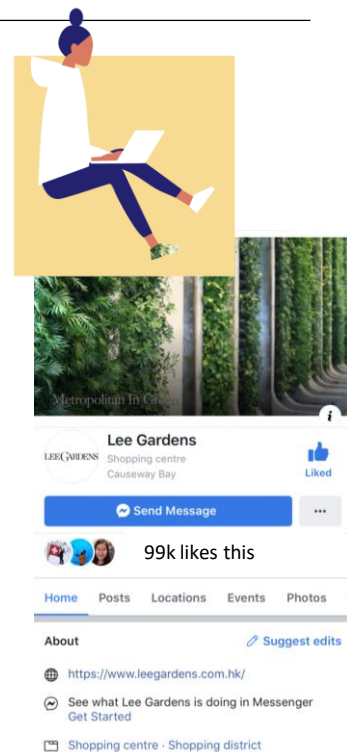 Metropolitan In Green
i
LEE GARDENS
Lee Gardens
Shopping centre
Causeway Bay
Liked
Send Message
...
99k likes this
Home Posts Locations Events Photos
About
Suggest edits
https://www.leegardens.com.hk/
See what Lee Gardens is doing in Messenger
Get Started
Shopping centre · Shopping district